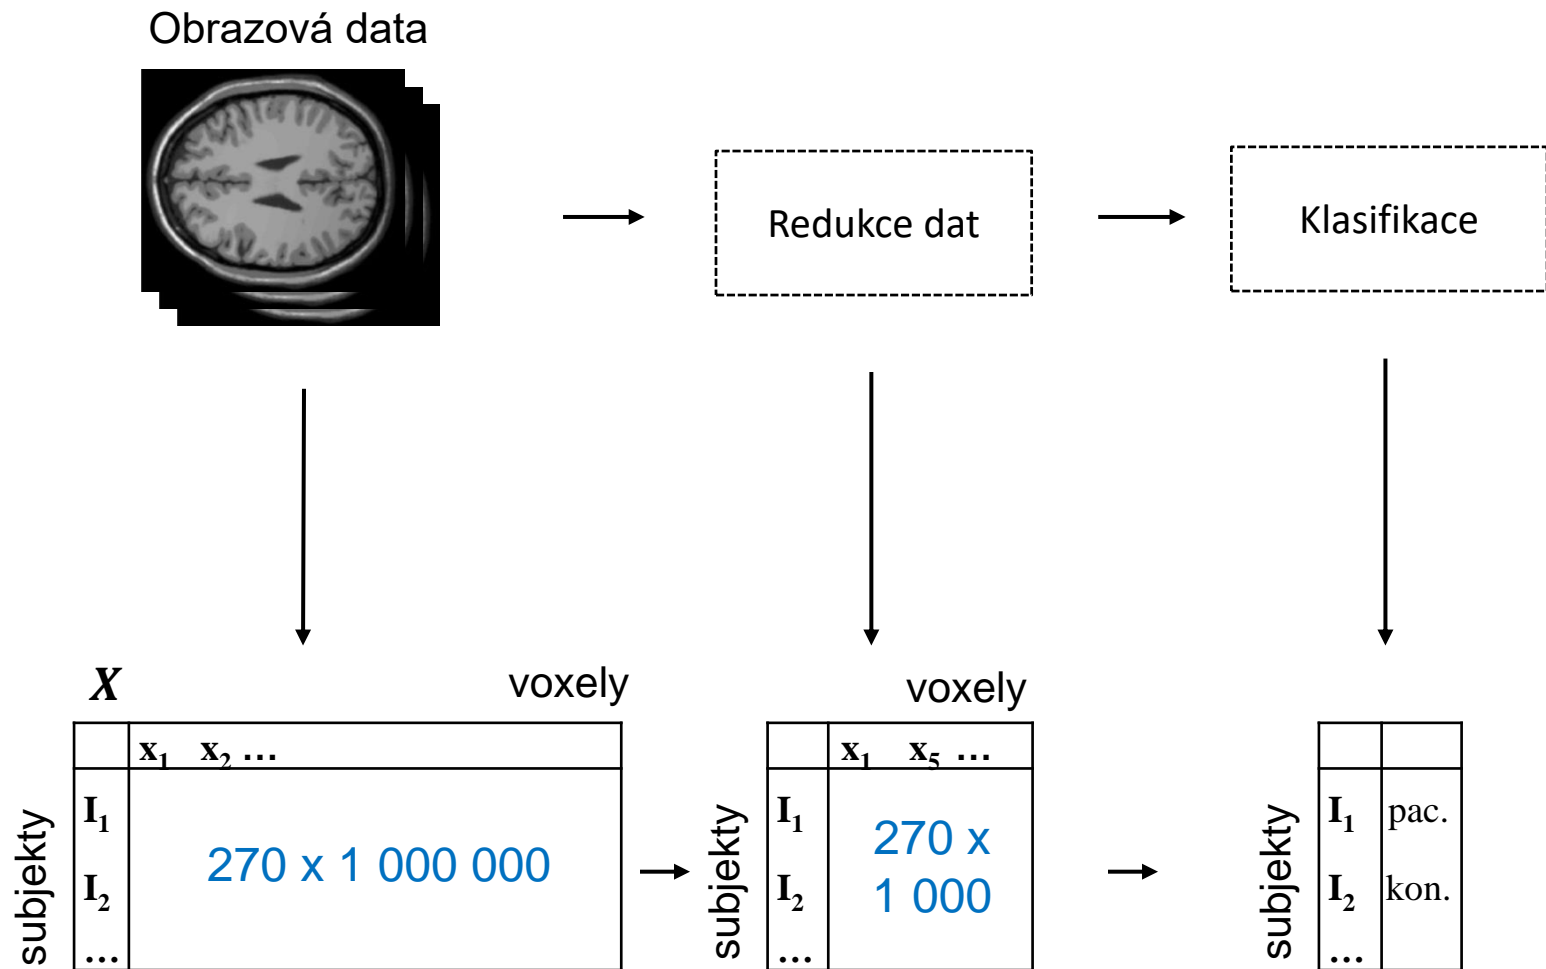 Obrazová data
Redukce dat
Klasifikace
X
voxely
x1 x2 …
subjekty
I1
I2
…
270 x 1 000 000
voxely
x1 x5 …
subjekty
I1
I2
…
270 x
1 000
subjekty
I1 pac.
I2 kon.
…